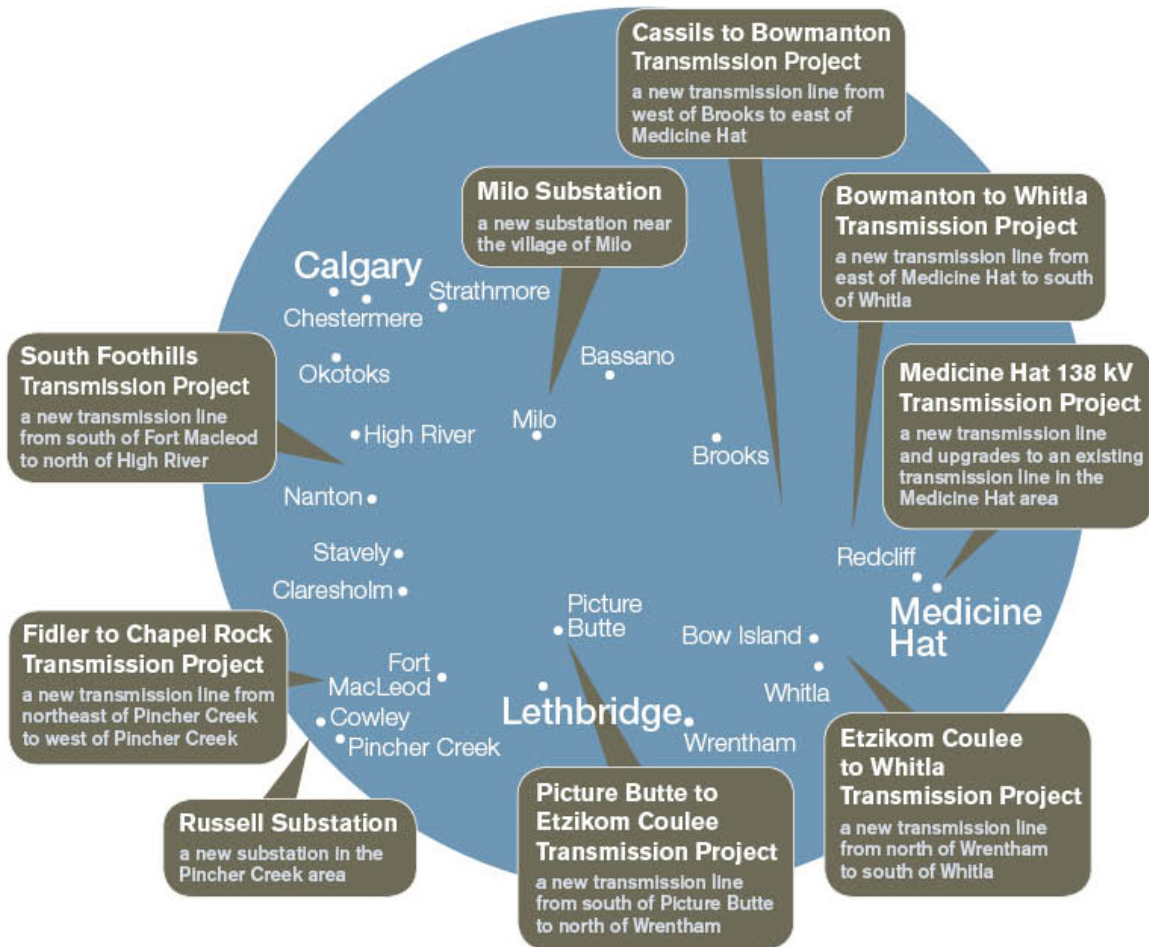 Cassils to Bowmanton
Transmission Project
a new transmission line from
west of Brooks to east of
Medicine Hat
Milo Substation
a new substation near
the village of Milo
Bowmanton to Whitla
Transmission Project
a new transmission line from
east of Medicine Hat to south
of Whitla
Calgary
Strathmore
Chestermere
South Foothills
Transmission Project
a new transmission line
from south of Fort Macleod
to north of High River
Okotoks
Bassano
Medicine Hat 138 kV
Transmission Project
a new transmission line
and upgrades to an existing
transmission line in the
Medicine Hat area
High River
Milo
Brooks
Nanton
Stavely
Redcliff
Claresholm
Medicine
Hat
Picture
Butte
Bow Island
Fidler to Chapel Rock
Transmission Project
a new transmission line from
northeast of Pincher Creek
to west of Pincher Creek
Fort
MacLeod
Whitla
Cowley
Lethbridge
Pincher Creek
Wrentham
Etzikom Coulee
to Whitla
Transmission Project
a new transmission line
from north of Wrentham
to south of Whitla
Picture Butte to
Etzikom Coulee
Transmission Project
a new transmission line
from south of Picture Butte
to north of Wrentham
Russell Substation
a new substation in the
Pincher Creek area